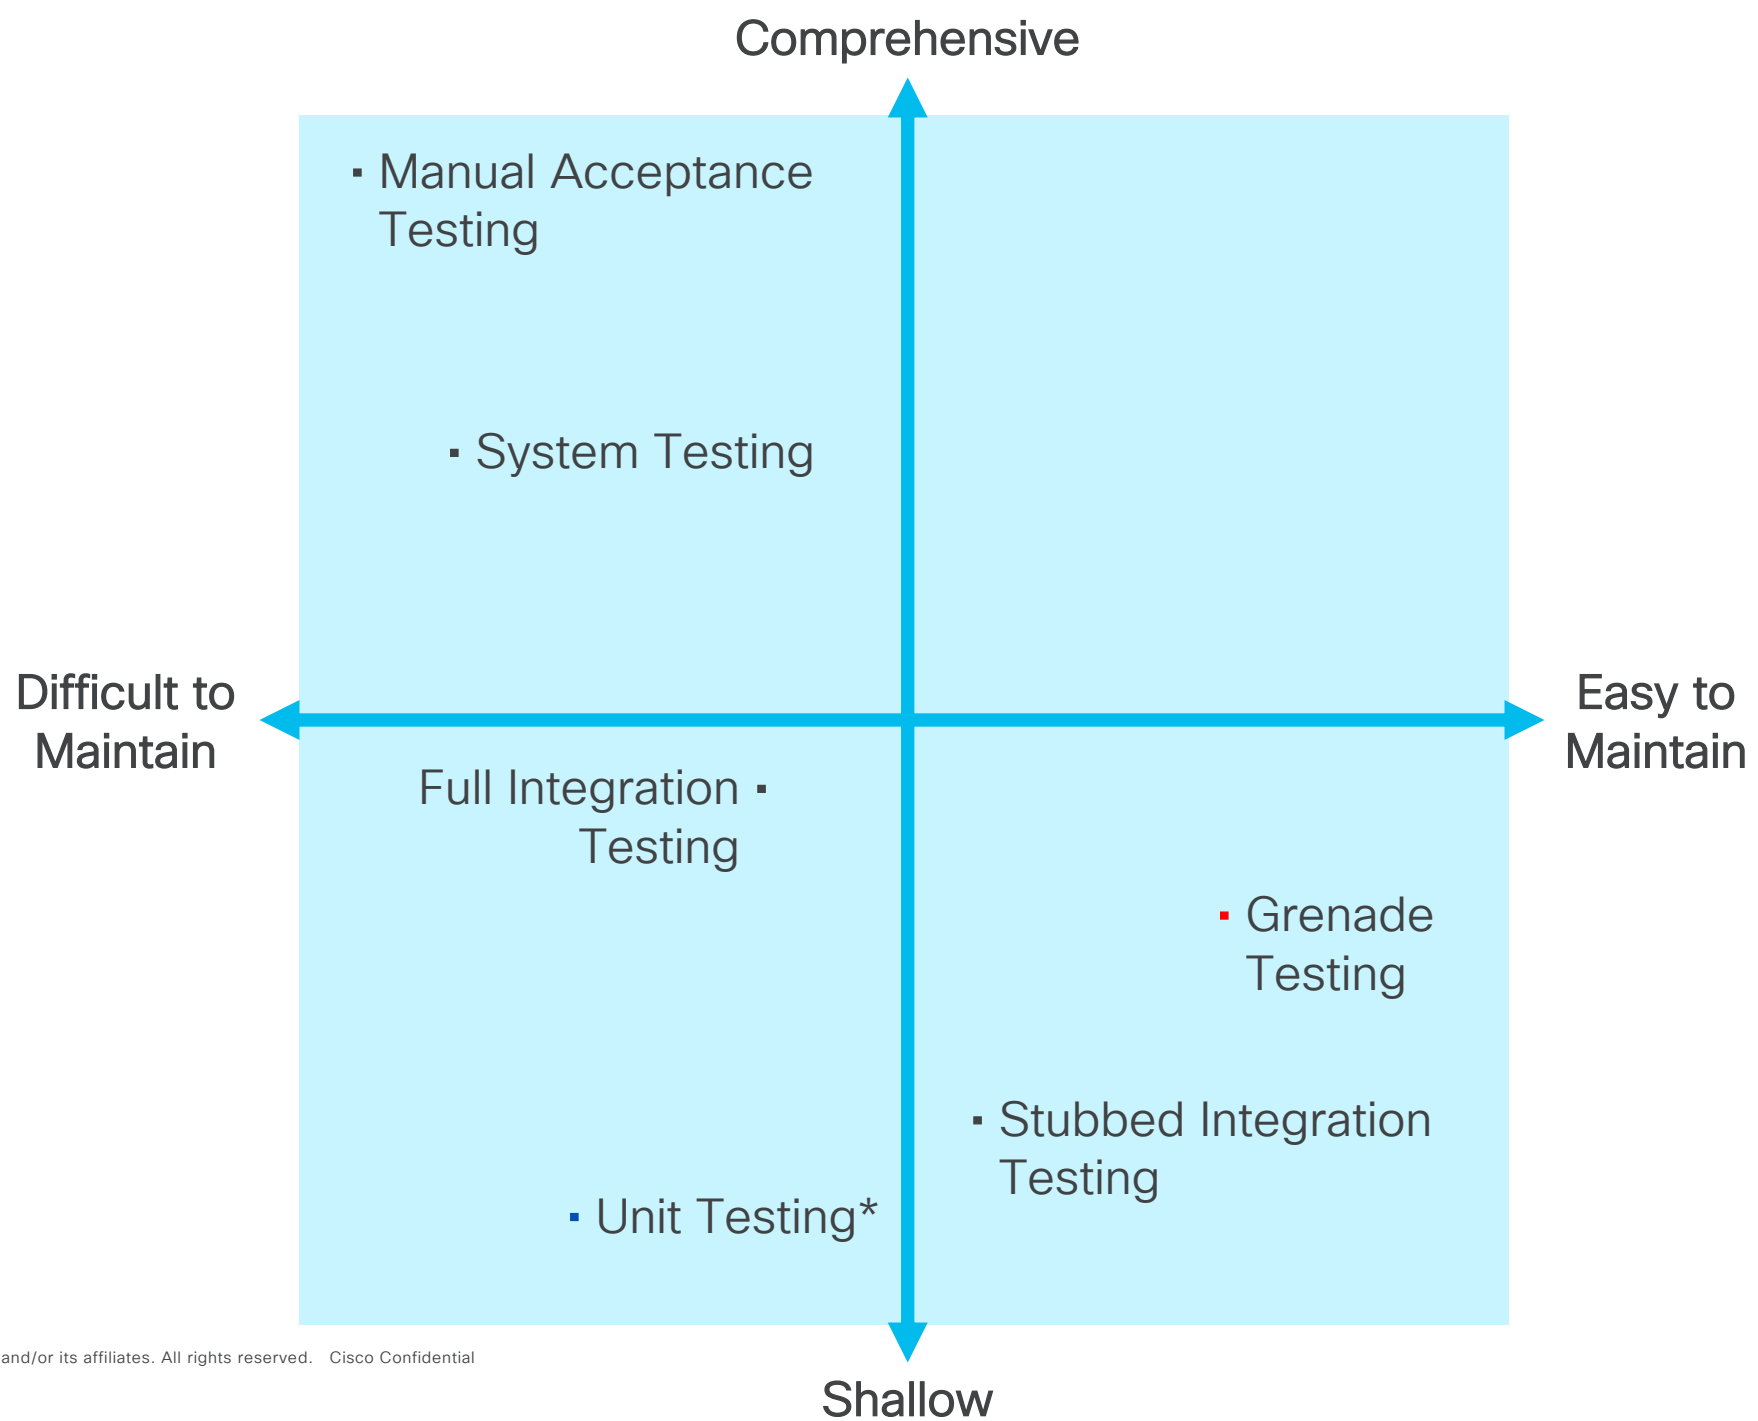 Comprehensive
▪ Manual Acceptance
Testing
▪ System Testing
Difficult to
Maintain
Easy to
Maintain
Full Integration ▪
Testing
▪ Grenade
Testing
▪ Stubbed Integration
Testing
▪ Unit Testing*
and/or its affiliates. All rights reserved. Cisco Confidential
Shallow